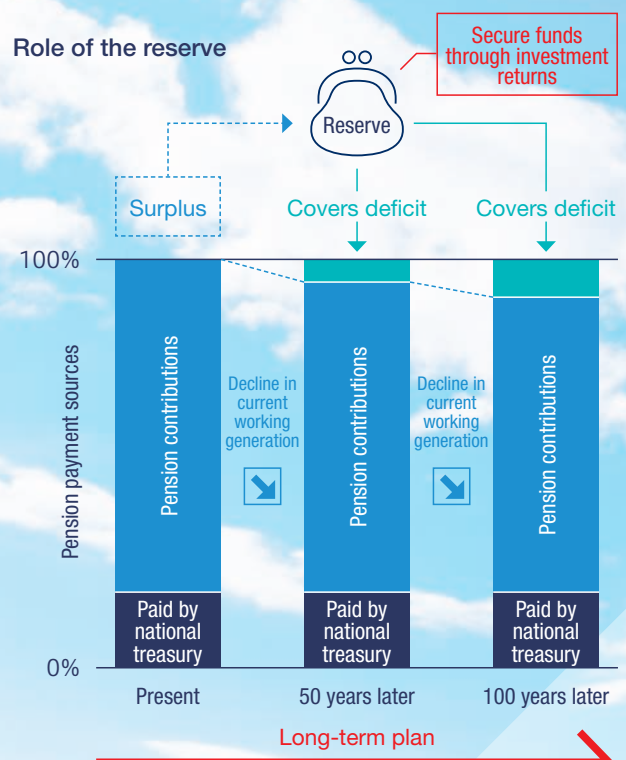 Role of the reserve
Secure funds
through investment
returns
Reserve
Surplus
Covers deficit
Covers deficit
100%
Pension payment sources
0%
Pension contributions
Paid by
national
treasury
Decline in
current
working
generation
Pension contributions
Paid by
national
treasury
Decline in
current
working
generation
Pension contributions
Paid by
national
treasury
Present
50 years later
100 years later
Long-term plan